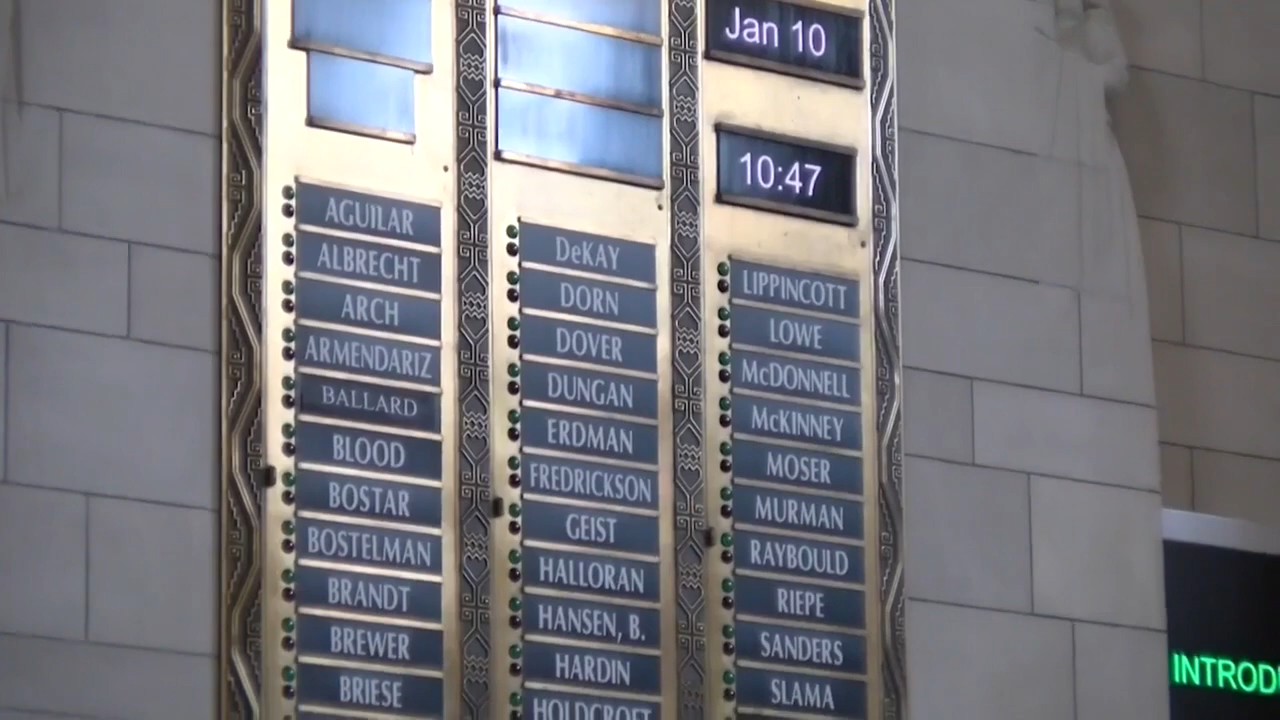 Jan 10
10:47
AGUILAR
ALBRECHT
ARCH
ARMENDARIZ
BALLARD
BLOOD
BOSTAR
BOSTELMAN
BRANDT
BREWER
BRIESE
DeKAY
DORN
DOVER
DUNGAN
ERDMAN
FREDRICKSON
GEIST
HALLORAN
HANSEN, B.
HARDIN
HOLDCROFT
LIPPINCOTT
LOWE
McDONNELL
McKINNEY
MOSER
MURMAN
RAYBOULD
RIEPE
SANDERS
SLAMA